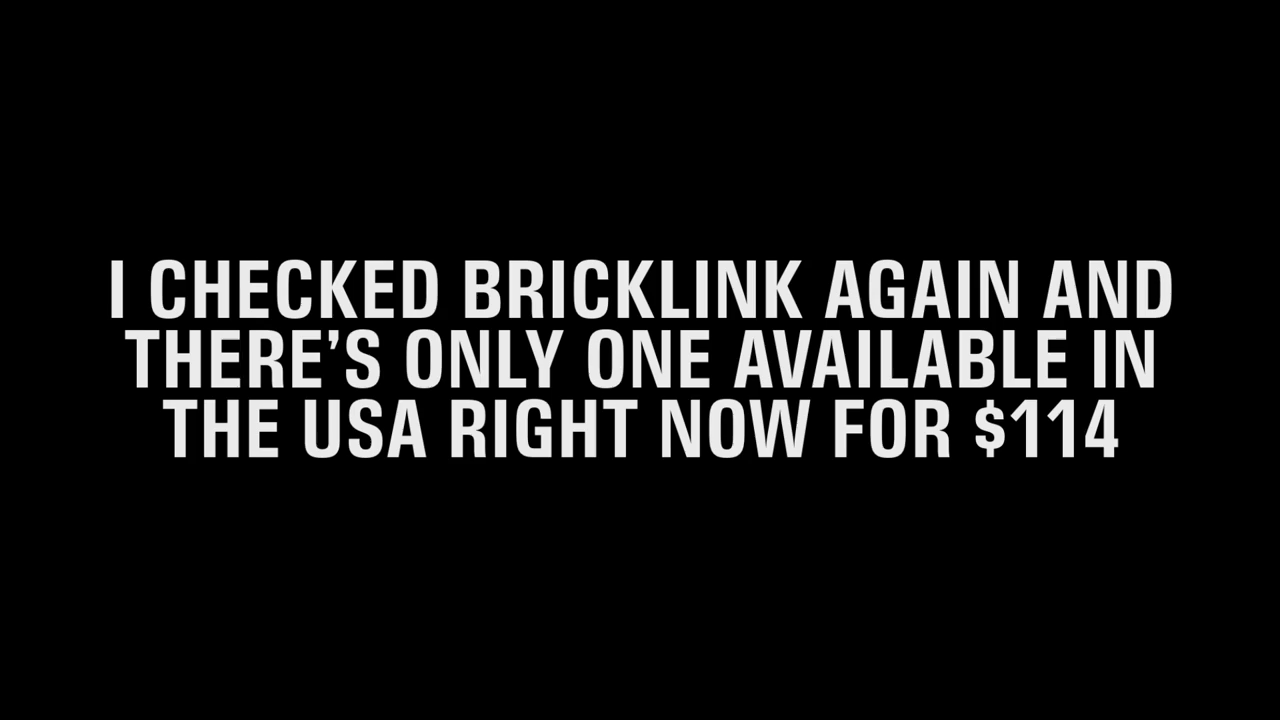 I CHECKED BRICKLINK AGAIN AND
THERE’S ONLY ONE AVAILABLE IN
THE USA RIGHT NOW FOR $114